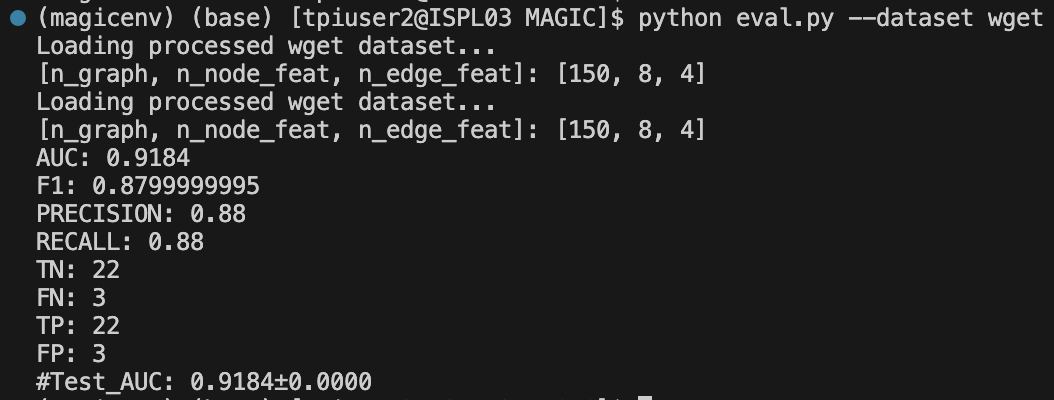 (magicenv) (base) [tpiuser2@ISPL03 MAGIC]$ python eval.py --dataset wget
Loading processed wget dataset...
[n_graph, n_node_feat, n_edge_feat]: [150, 8, 4]
Loading processed wget dataset...
[n_graph, n_node_feat, n_edge_feat]: [150, 8, 4]
AUC: 0.9184
F1: 0.8799999995
PRECISION: 0.88
RECALL: 0.88
TN: 22
FN: 3
TP: 22
FP: 3
#Test_AUC: 0.9184±0.0000